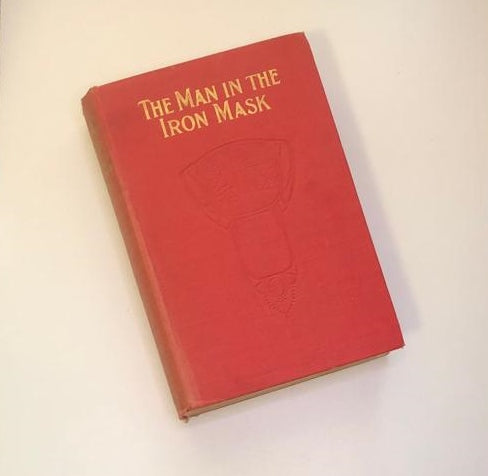 The Man in the
Iron Mask